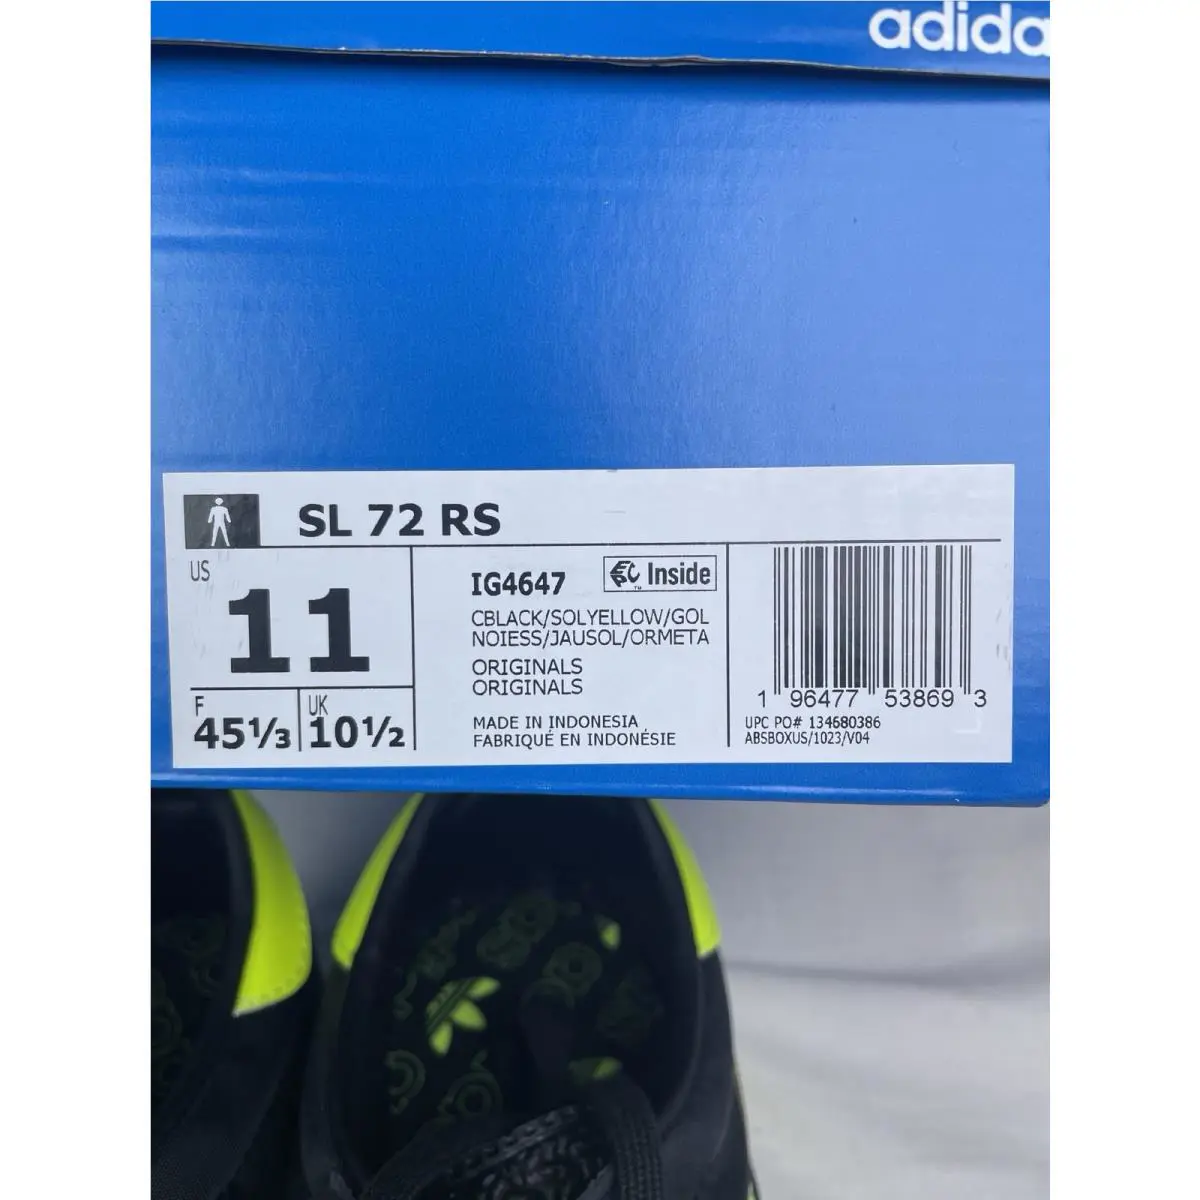 adida
SL 72 RS
US
11
F
45⅓
UK
10½
IG4647
Inside
™
CBLACK/SOLYELLOW/GOL
NOIESS/JAUSOL/ORMETA
ORIGINALS
ORIGINALS
MADE IN INDONESIA
FABRIQUÉ EN INDONÉSIE
1 96477 53869 3
UPC PO# 134680386
ABSBOXUS/1023/V04